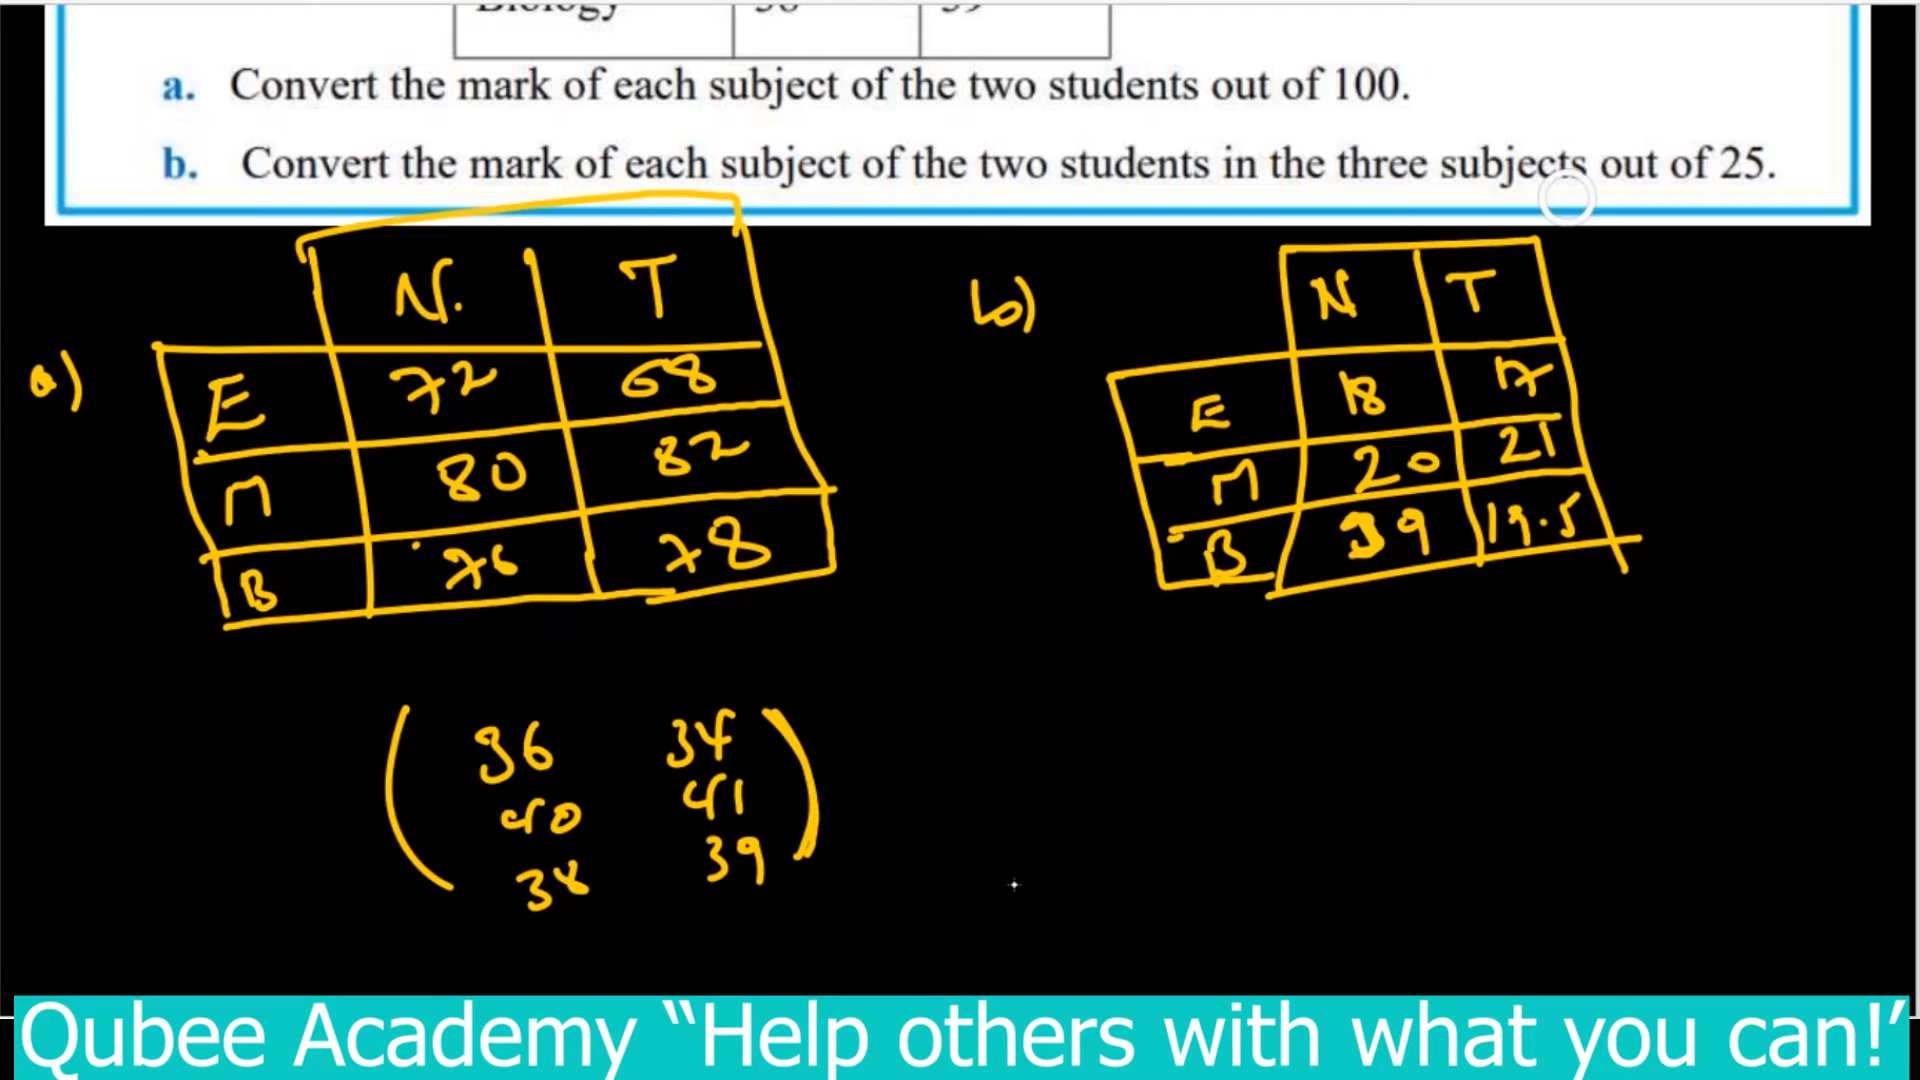 Biology
a. Convert the mark of each subject of the two students out of 100.
b. Convert the mark of each subject of the two students in the three subjects out of 25.
N. T
a)
E 72 68
M 80 82
B 76 78
b)
N T
E 18 17
M 20 21
B 39 19.5
36 34
40 41
38 39
Qubee Academy “Help others with what you can!’